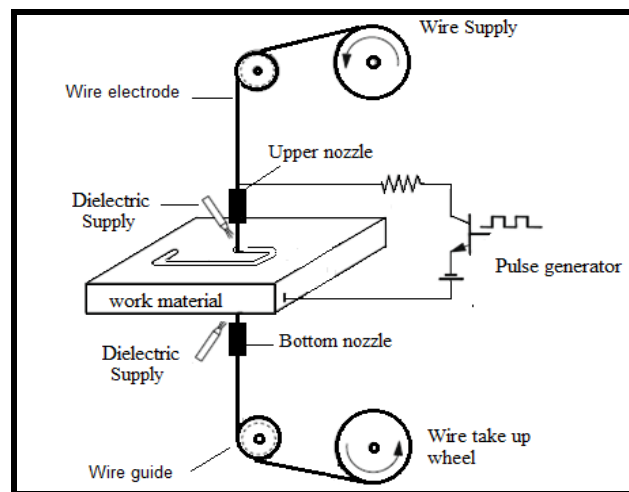 Wire Supply
Wire electrode
Upper nozzle
Dielectric
Supply
Pulse generator
work material
Bottom nozzle
Dielectric
Supply
Wire take up
wheel
Wire guide